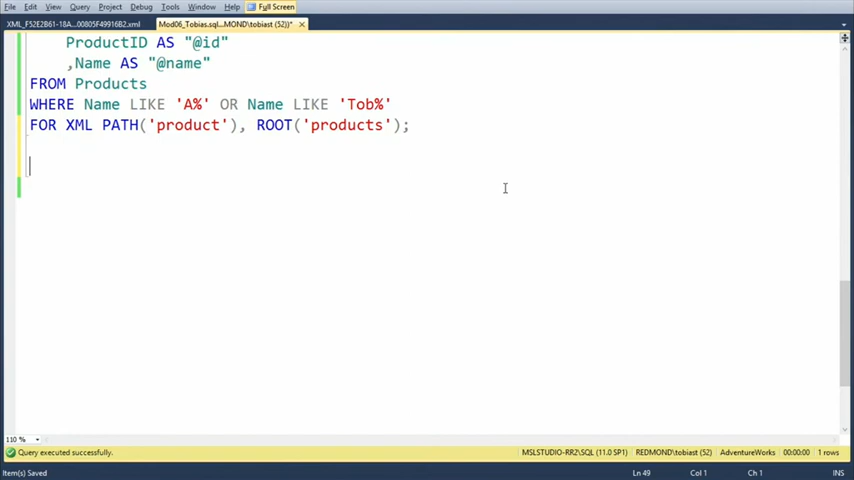 File Edit View Query Project Debug Tools Window Help Full Screen
XML_F52E2B61-18A...00805F49916B2.xml Mod06_Tobias.sql...MOND\tobiast (52))* ×
ProductID AS "@id"
,Name AS "@name"
FROM Products
WHERE Name LIKE 'A%' OR Name LIKE 'Tob%'
FOR XML PATH('product'), ROOT('products');
110 %
Query executed successfully. MSLSTUDIO-RR2\SQL (11.0 SP1) REDMOND\tobiast (52) AdventureWorks 00:00:00 1 rows
Item(s) Saved Ln 49 Col 1 Ch 1 INS